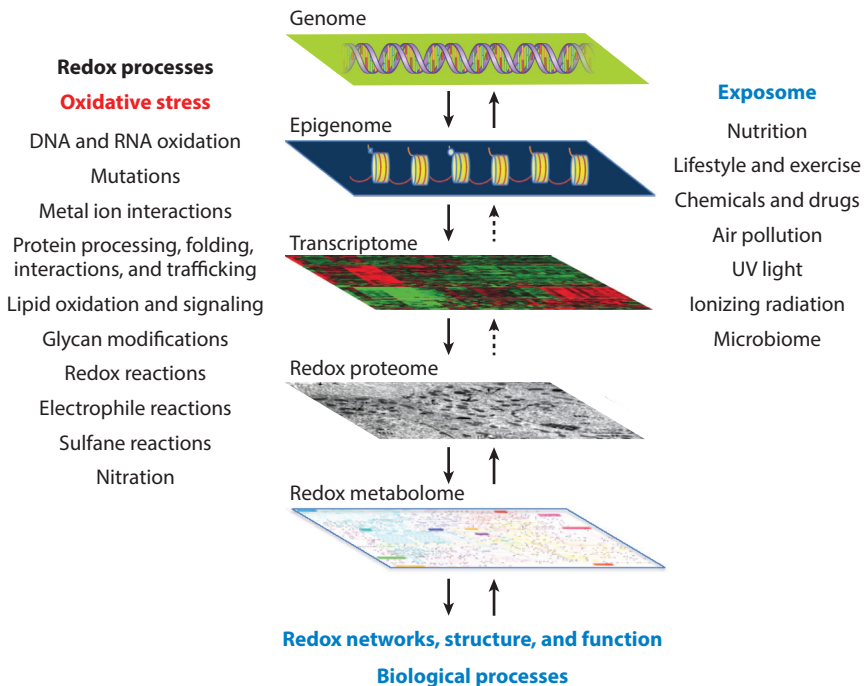 Redox processes
Oxidative stress
DNA and RNA oxidation
Mutations
Metal ion interactions
Protein processing, folding,
interactions, and trafficking
Lipid oxidation and signaling
Glycan modifications
Redox reactions
Electrophile reactions
Sulfane reactions
Nitration
Genome
Epigenome
Transcriptome
Redox proteome
Redox metabolome
Redox networks, structure, and function
Biological processes
Exposome
Nutrition
Lifestyle and exercise
Chemicals and drugs
Air pollution
UV light
Ionizing radiation
Microbiome